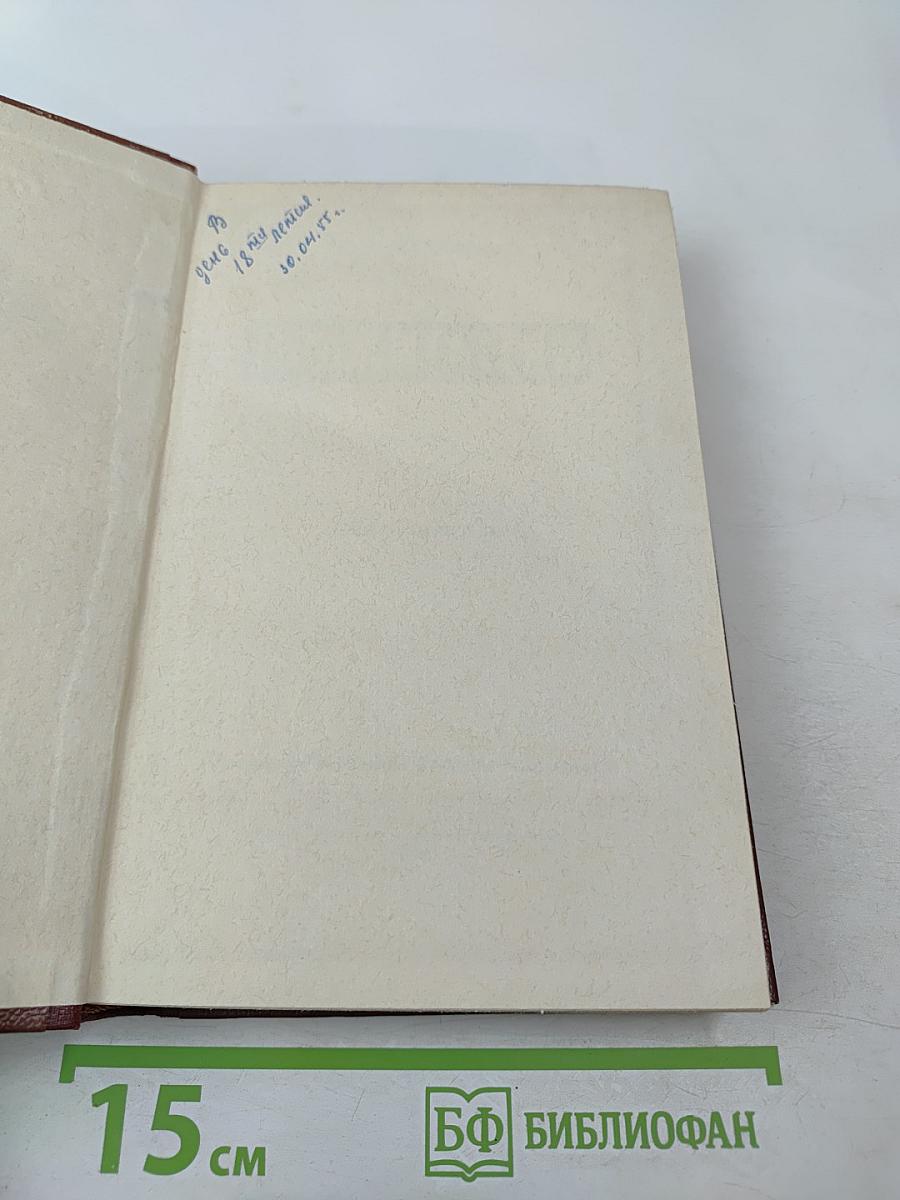 В
день
18ти летия.
30.04.55г.
15 см
БФ БИБЛИОФАН